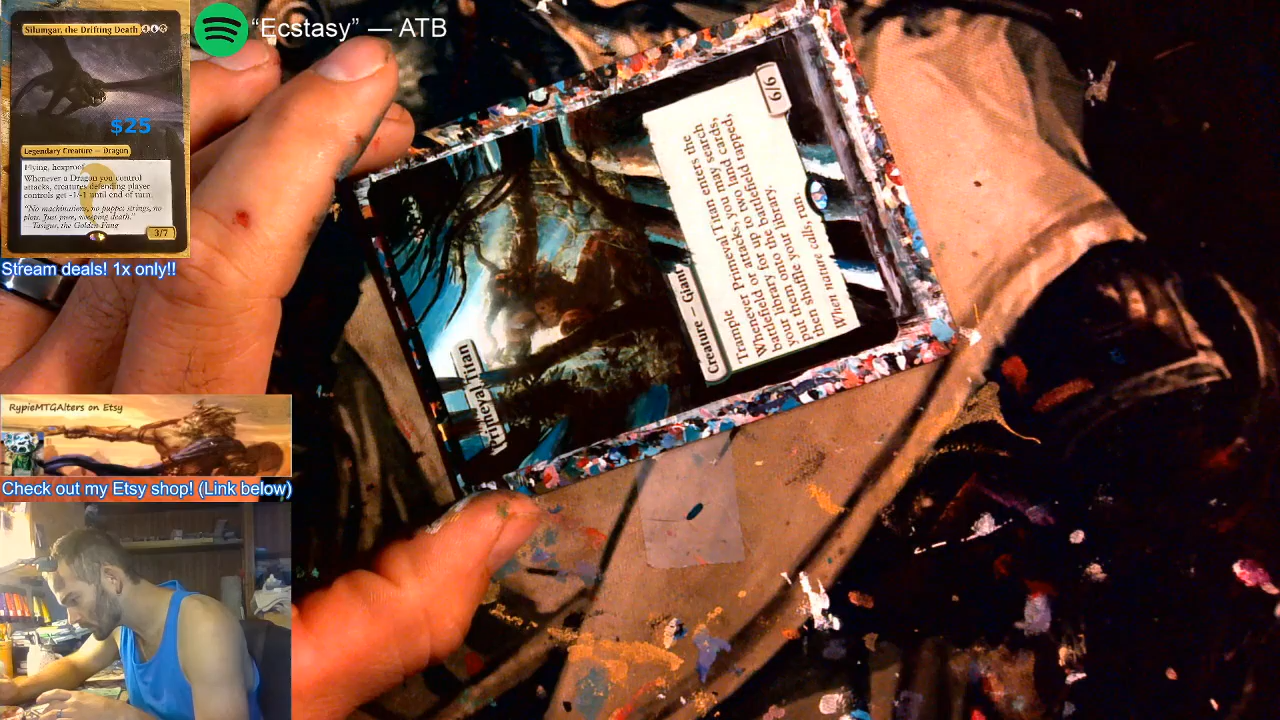 Silumgar, the Drifting Death
$25
Legendary Creature — Dragon
Flying, hexproof
Whenever a Dragon you control
attacks, creatures defending player
controls get -1/-1 until end of turn.
"No machinations, no puppet strings, no
plow. Just pure, sweeping death."
Tasigur, the Golden Fang
3/7
Stream deals! 1x only!!
"Ecstasy" — ATB
RypieMTGAlters on Etsy
Check out my Etsy shop! (Link below)
Primeval Titan
Creature — Giant
Trample
Whenever Primeval Titan enters the
battlefield or attacks, you may search
your library for up to two land cards,
put them onto the battlefield tapped,
then shuffle your library.
When nature calls, run.
6/6